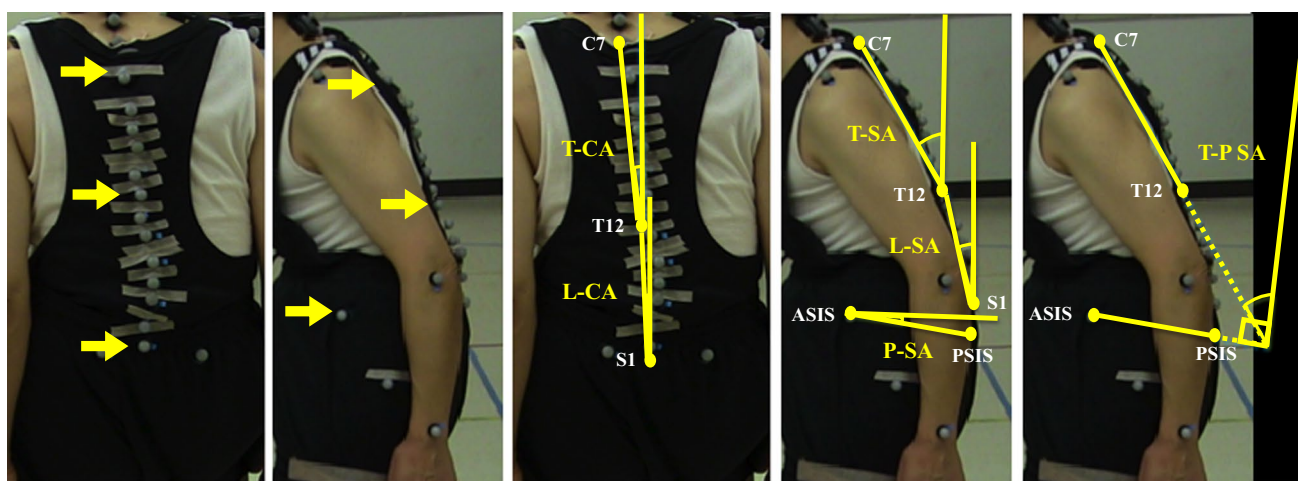 C7
T-CA
T12
L-CA
S1
C7
T-SA
T12
L-SA
S1
ASIS
P-SA
PSIS
C7
T-P SA
T12
ASIS
PSIS